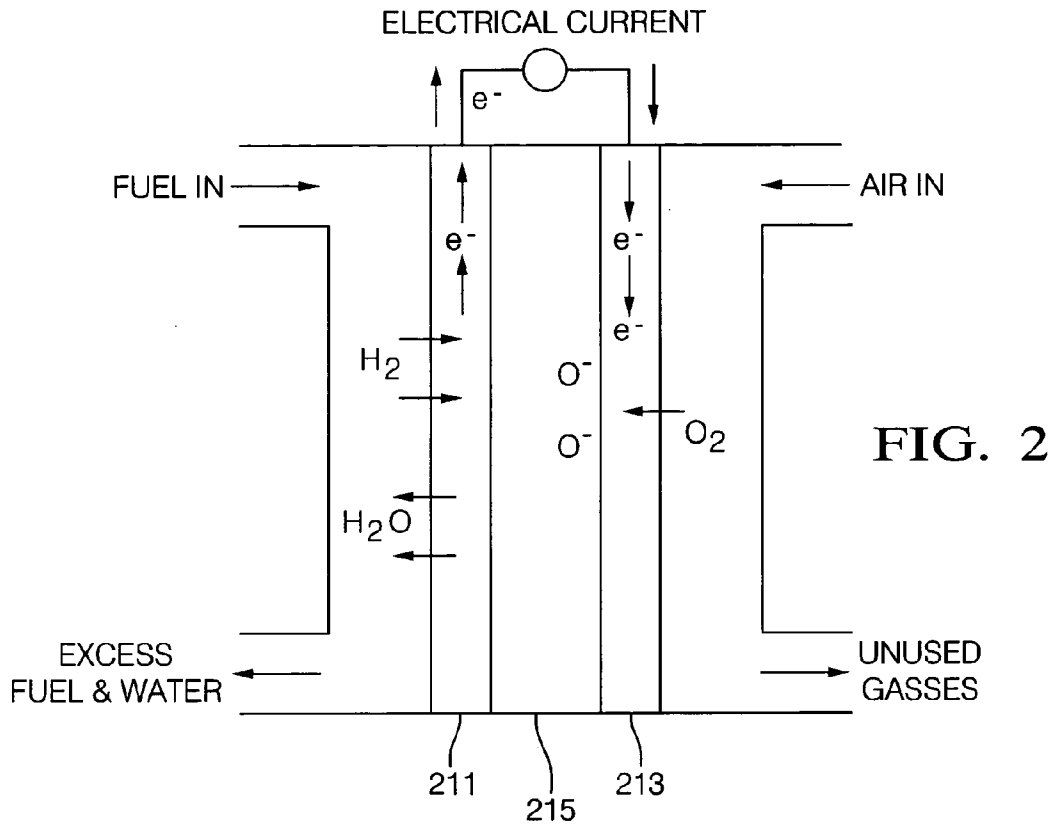 ELECTRICAL CURRENT
e-
FUEL IN
AIR IN
e-
e-
e-
H2
O-
O2
O-
FIG. 2
H2O
EXCESS
FUEL & WATER
UNUSED
GASSES
211
215
213